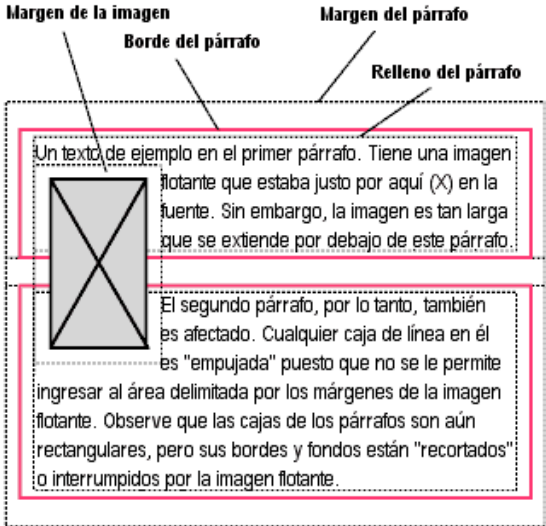 Margen de la imagen
Margen del párrafo
Borde del párrafo
Relleno del párrafo
Un texto de ejemplo en el primer párrafo. Tiene una imagen
flotante que estaba justo por aquí (X) en la
fuente. Sin embargo, la imagen es tan larga
que se extiende por debajo de este párrafo.
El segundo párrafo, por lo tanto, también
es afectado. Cualquier caja de línea en él
es "empujada" puesto que no se le permite
ingresar al área delimitada por los márgenes de la imagen
flotante. Observe que las cajas de los párrafos son aún
rectangulares, pero sus bordes y fondos están "recortados"
o interrumpidos por la imagen flotante.